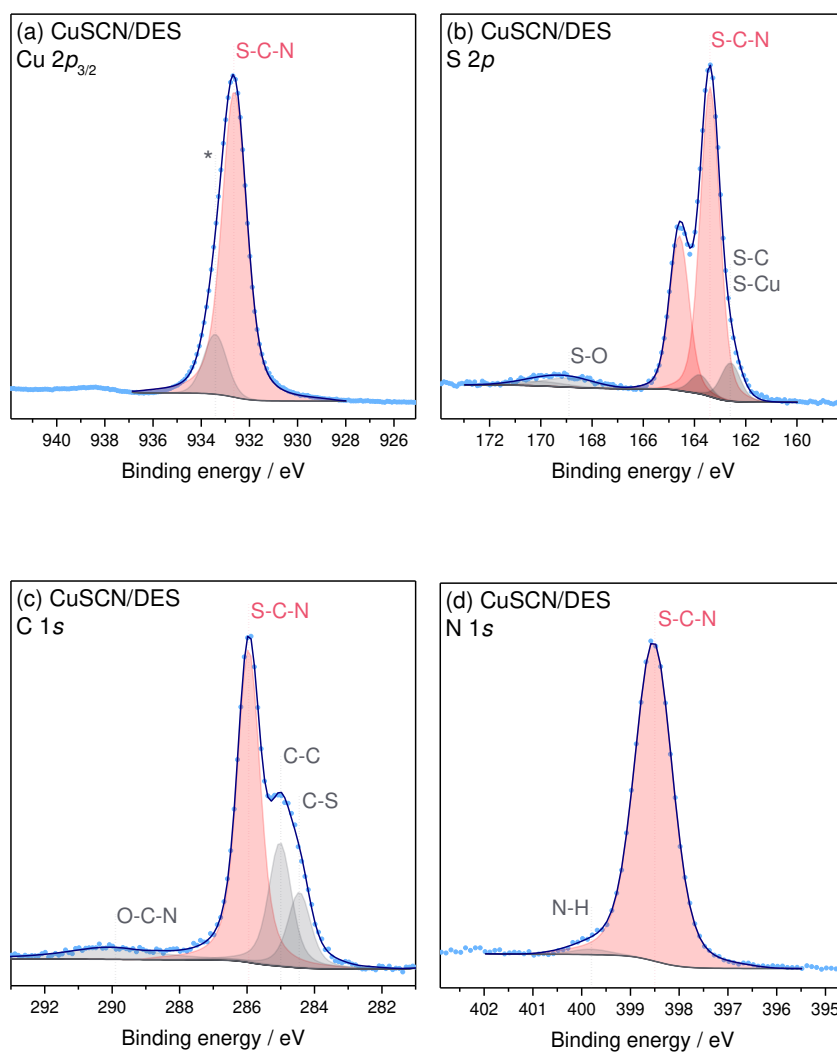 (a) CuSCN/DES
Cu 2p3/2
S-C-N
*
940 938 936 934 932 930 928 926
Binding energy / eV
(b) CuSCN/DES
S 2p
S-C-N
S-C
S-Cu
S-O
172 170 168 166 164 162 160
Binding energy / eV
(c) CuSCN/DES
C 1s
S-C-N
C-C
C-S
O-C-N
292 290 288 286 284 282
Binding energy / eV
(d) CuSCN/DES
N 1s
S-C-N
N-H
402 401 400 399 398 397 396 395
Binding energy / eV